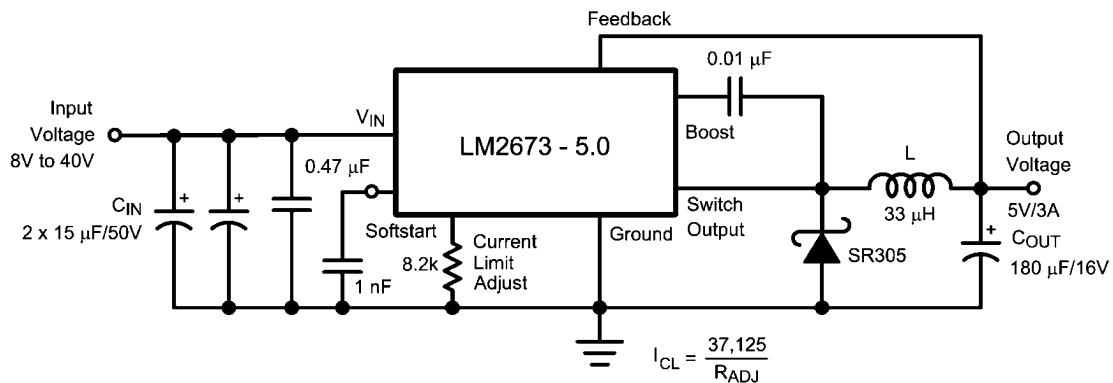 Feedback
0.01 μF
Input
Voltage
8V to 40V
V_IN
LM2673 - 5.0
Boost
Output
Voltage
0.47 μF
L
33 μH
5V/3A
C_IN
2 x 15 μF/50V
Softstart
8.2k
Current
Limit
Adjust
Ground
Switch
Output
SR305
C_OUT
180 μF/16V
1 nF
I_CL = 37,125 / R_ADJ
+
+
+